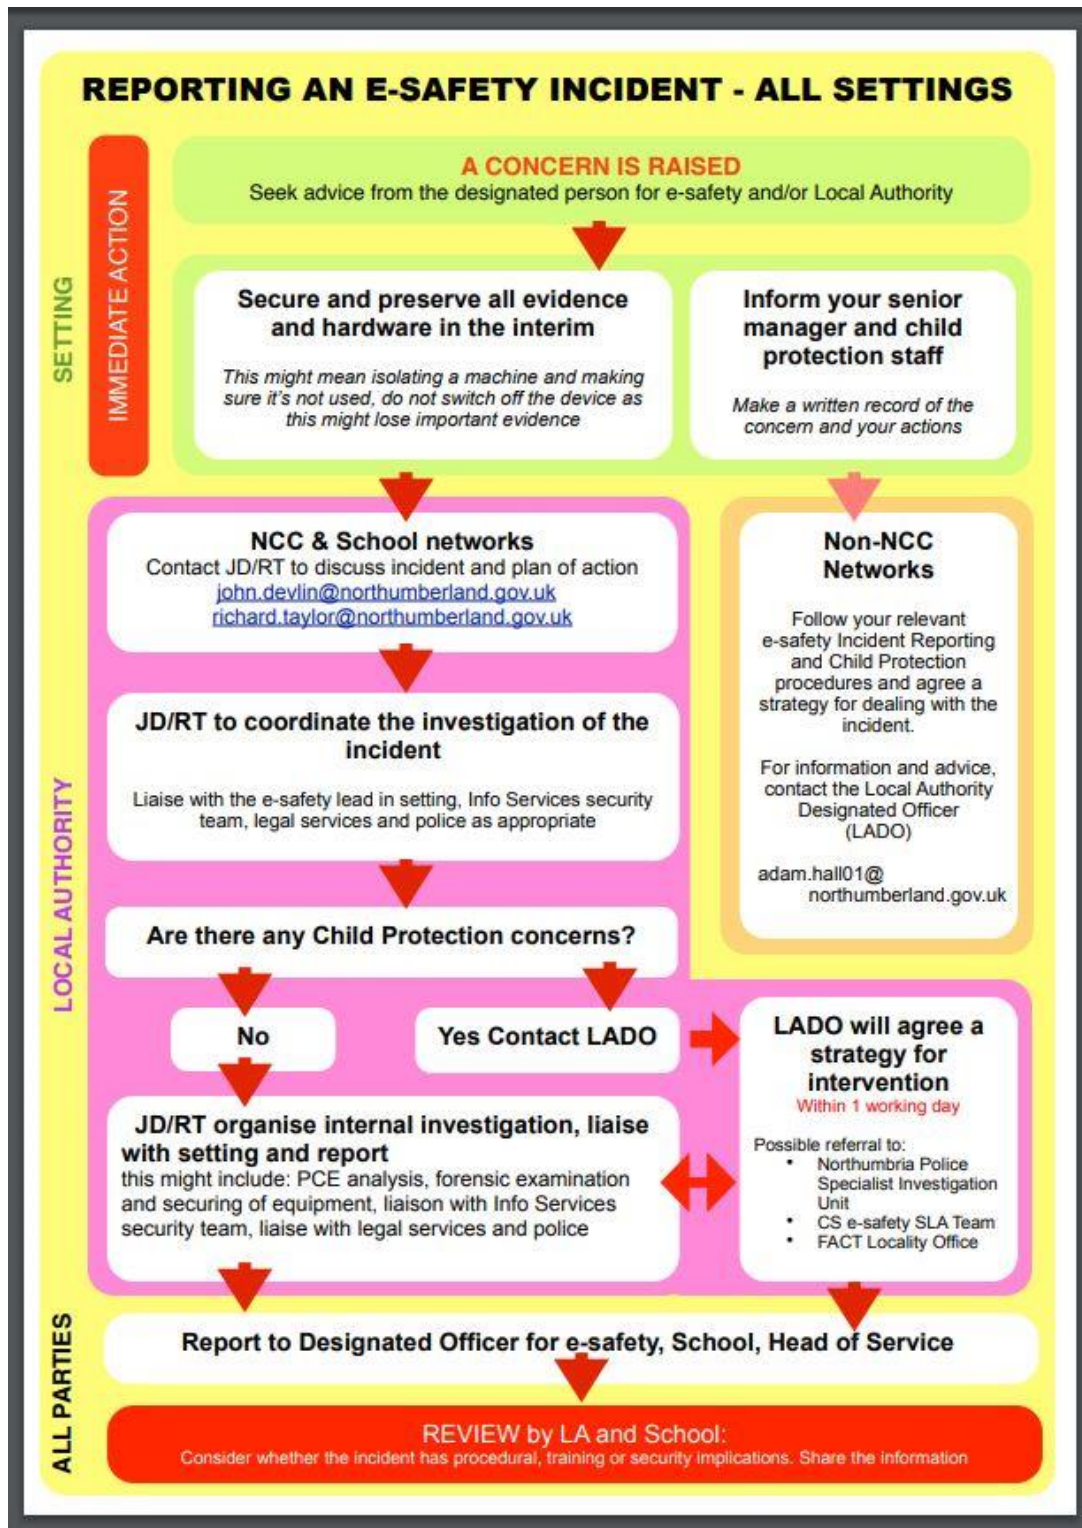 REPORTING AN E-SAFETY INCIDENT - ALL SETTINGS
SETTING
IMMEDIATE ACTION
A CONCERN IS RAISED
Seek advice from the designated person for e-safety and/or Local Authority
Secure and preserve all evidence
and hardware in the interim
This might mean isolating a machine and making
sure it's not used, do not switch off the device as
this might lose important evidence
Inform your senior
manager and child
protection staff
Make a written record of the
concern and your actions
LOCAL AUTHORITY
NCC & School networks
Contact JD/RT to discuss incident and plan of action
john.devlin@northumberland.gov.uk
richard.taylor@northumberland.gov.uk
Non-NCC
Networks
Follow your relevant
e-safety Incident Reporting
and Child Protection
procedures and agree a
strategy for dealing with the
incident.
For information and advice,
contact the Local Authority
Designated Officer
(LADO)
adam.hall01@
northumberland.gov.uk
JD/RT to coordinate the investigation of the
incident
Liaise with the e-safety lead in setting, Info Services security
team, legal services and police as appropriate
Are there any Child Protection concerns?
No
Yes Contact LADO
LADO will agree a
strategy for
intervention
Within 1 working day
Possible referral to:
• Northumbria Police
Specialist Investigation
Unit
• CS e-safety SLA Team
• FACT Locality Office
JD/RT organise internal investigation, liaise
with setting and report
this might include: PCE analysis, forensic examination
and securing of equipment, liaison with Info Services
security team, liaise with legal services and police
ALL PARTIES
Report to Designated Officer for e-safety, School, Head of Service
REVIEW by LA and School:
Consider whether the incident has procedural, training or security implications. Share the information